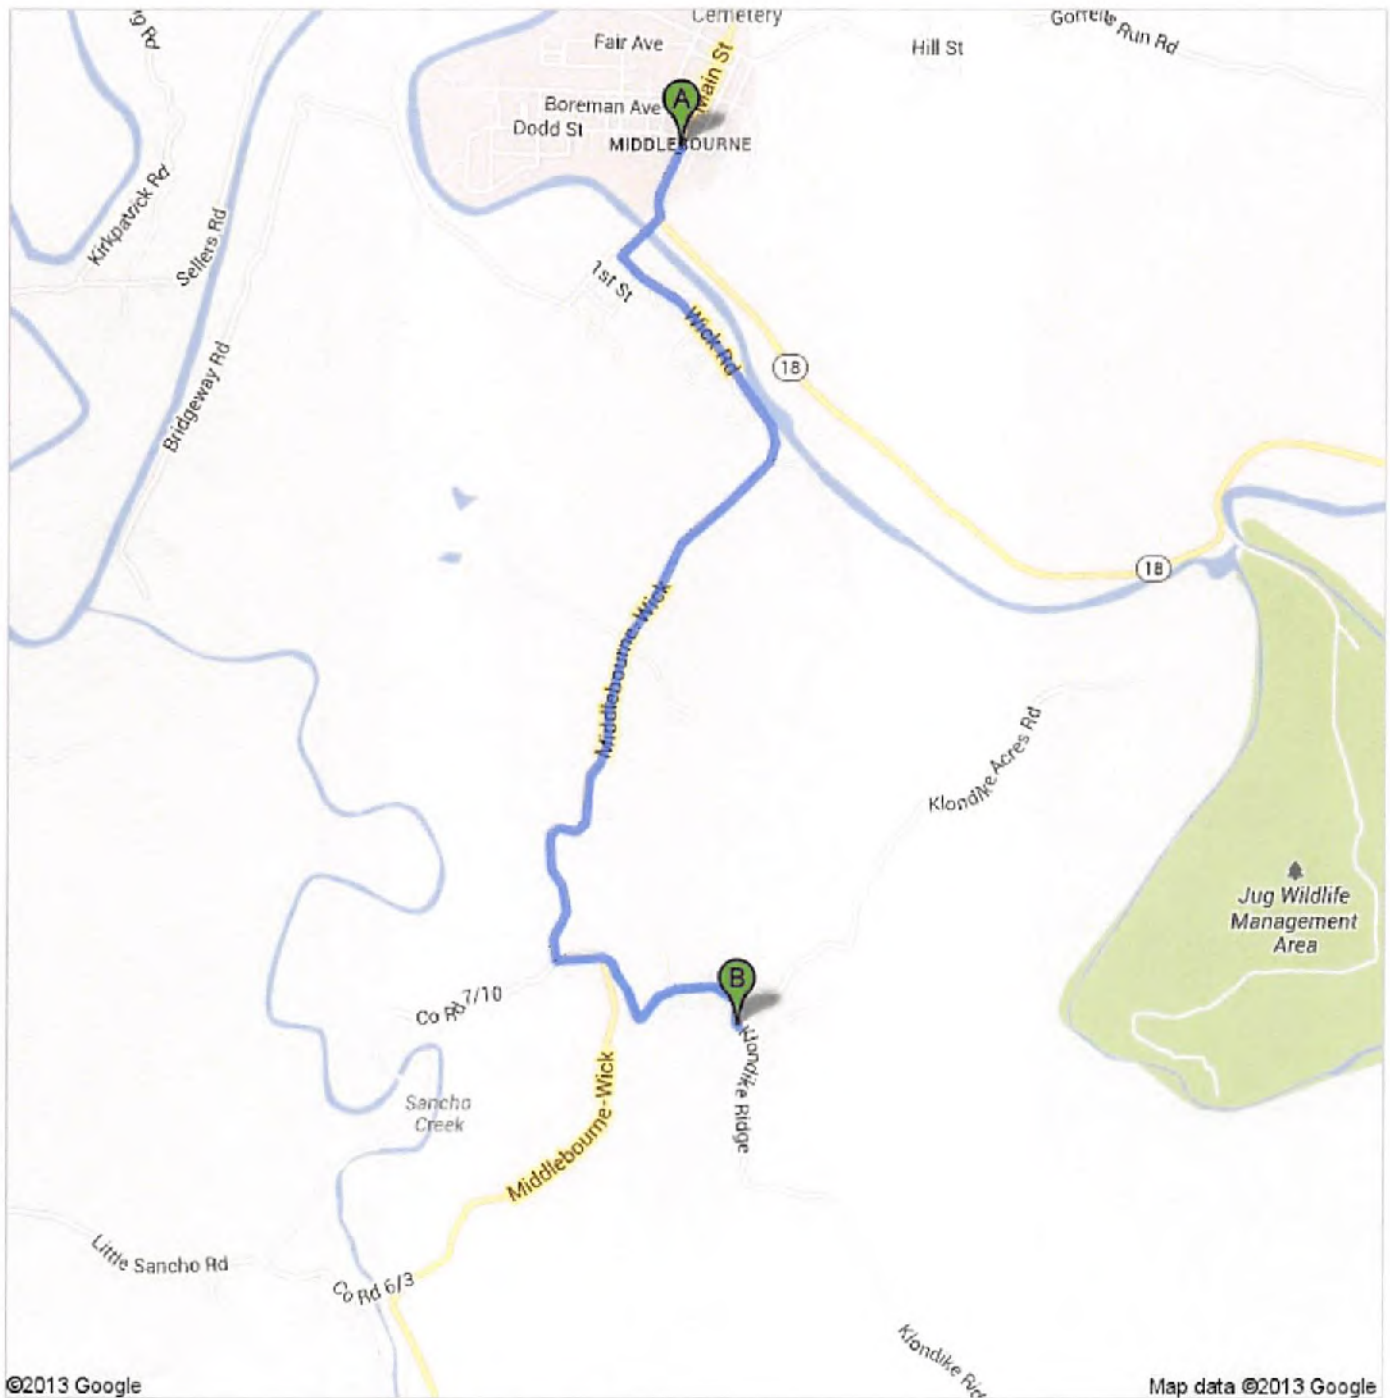 Cemetery
Fair Ave
Main St
Hill St
Gorrells Run Rd
Boreman Ave
A
Dodd St
MIDDLEBOURNE
Kirkpatrick Rd
Sellers Rd
1st St
Wick Rd
18
Bridgeway Rd
18
Middlebourne-Wick
Klondike Acres Rd
Jug Wildlife
Management
Area
B
Co Rd 7/10
Klondike Ridge
Sancho
Creek
Middlebourne-Wick
Little Sancho Rd
Co Rd 6/3
Klondike
©2013 Google
Map data ©2013 Google